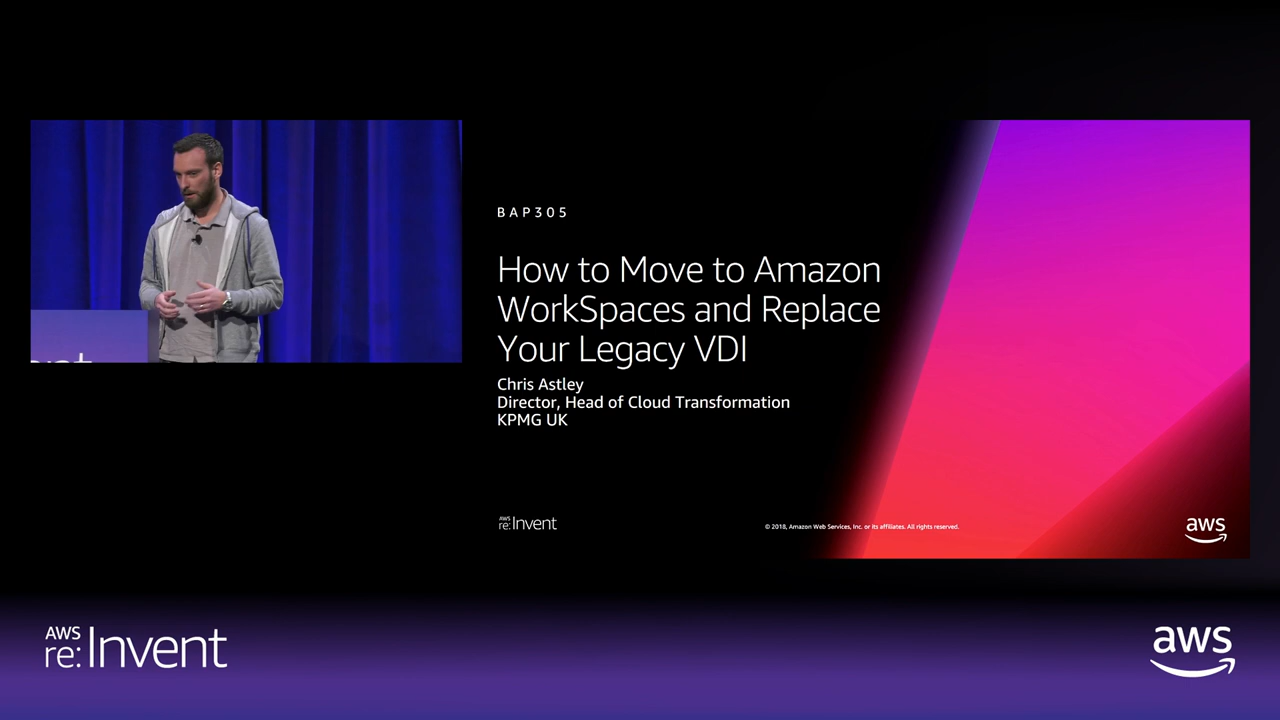 BAP305
How to Move to Amazon
WorkSpaces and Replace
Your Legacy VDI
Chris Astley
Director, Head of Cloud Transformation
KPMG UK
AWS
re:Invent
© 2018, Amazon Web Services, Inc. or its affiliates. All rights reserved.
aws
AWS
re:Invent
aws